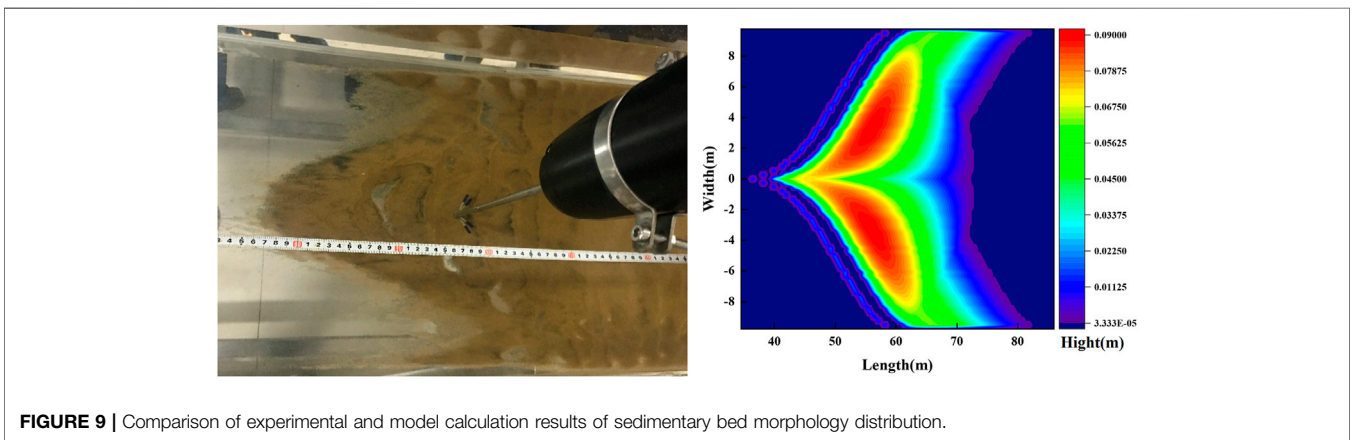 8
6
4
2
0
-2
-4
-6
-8
Width(m)
40 50 60 70 80
Length(m)
0.09000
0.07875
0.06750
0.05625
0.04500
0.03375
0.02250
0.01125
3.333E-05
Hight(m)
FIGURE 9 | Comparison of experimental and model calculation results of sedimentary bed morphology distribution.